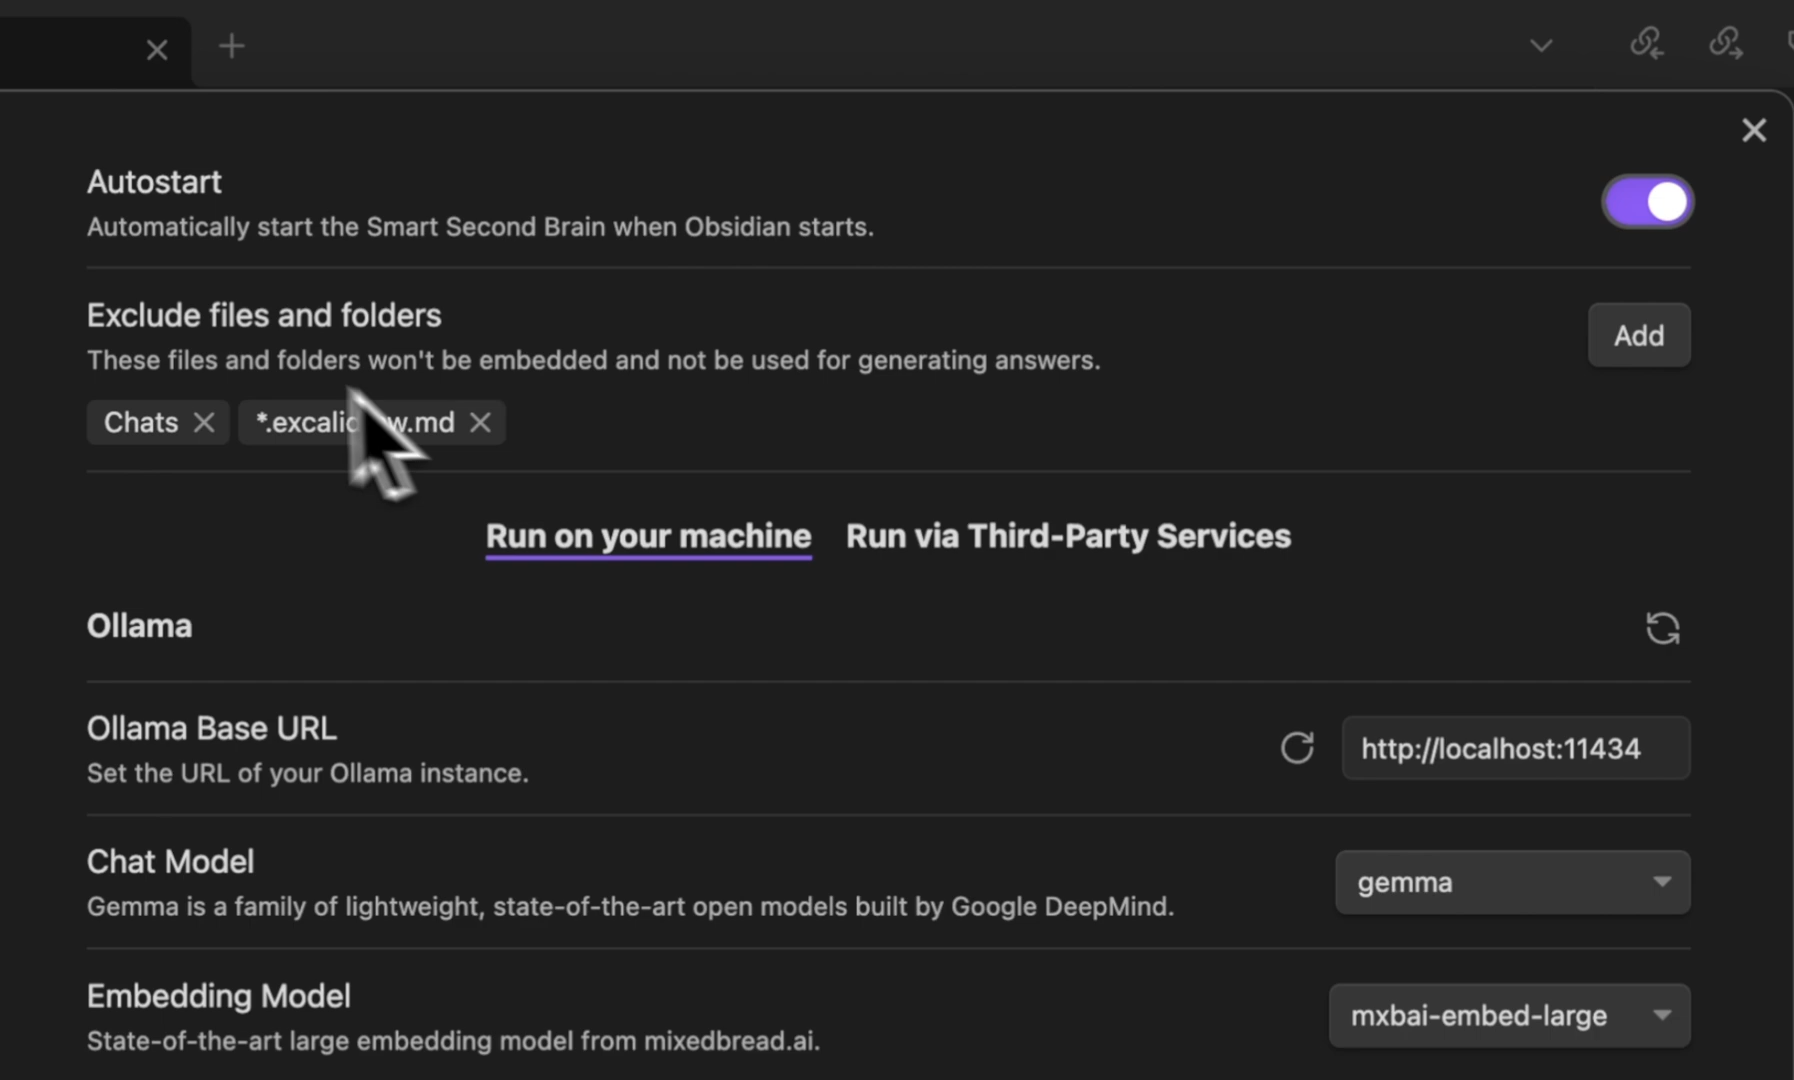 Autostart
Automatically start the Smart Second Brain when Obsidian starts.
Exclude files and folders
Add
These files and folders won't be embedded and not be used for generating answers.
Chats
Run on your machine Run via Third-Party Services
Ollama
Ollama Base URL
http://localhost:11434
Set the URL of your Ollama instance.
Chat Model
gemma
Gemma is a family of lightweight, state-of-the-art open models built by Google DeepMind.
Embedding Model
mxbai-embed-large
State-of-the-art large embedding model from mixedbread.ai.